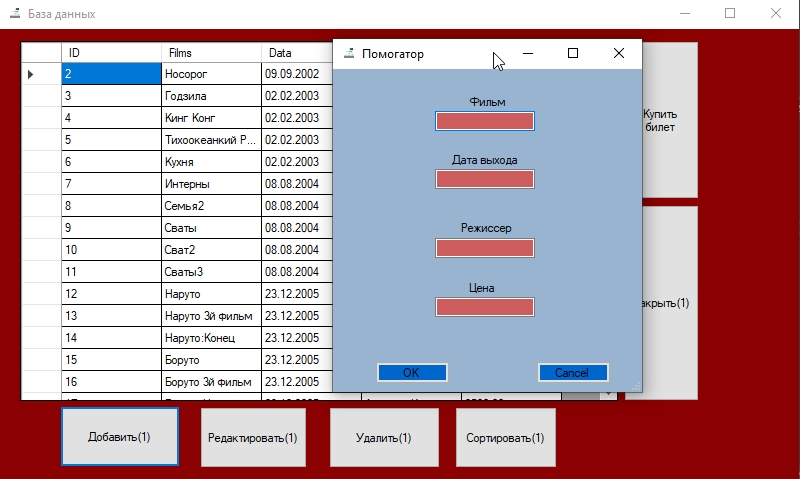 База данных
ID Films Data
2 Носорог 09.09.2002
3 Годзила 02.02.2003
4 Кинг Конг 02.02.2003
5 Тихоокеанкий Р... 02.02.2003
6 Кухня 02.02.2003
7 Интерны 08.08.2004
8 Семья2 08.08.2004
9 Сваты 08.08.2004
10 Сват2 08.08.2004
11 Сваты3 08.08.2004
12 Наруто 23.12.2005
13 Наруто 3й фильм 23.12.2005
14 Наруто:Конец 23.12.2005
15 Боруто 23.12.2005
16 Боруто 3й фильм 23.12.2005
Помогатор
Фильм
Дата выхода
Режиссер
Цена
OK Cancel
Купить
билет
акрыть(1)
Добавить(1) Редактировать(1) Удалить(1) Сортировать(1)